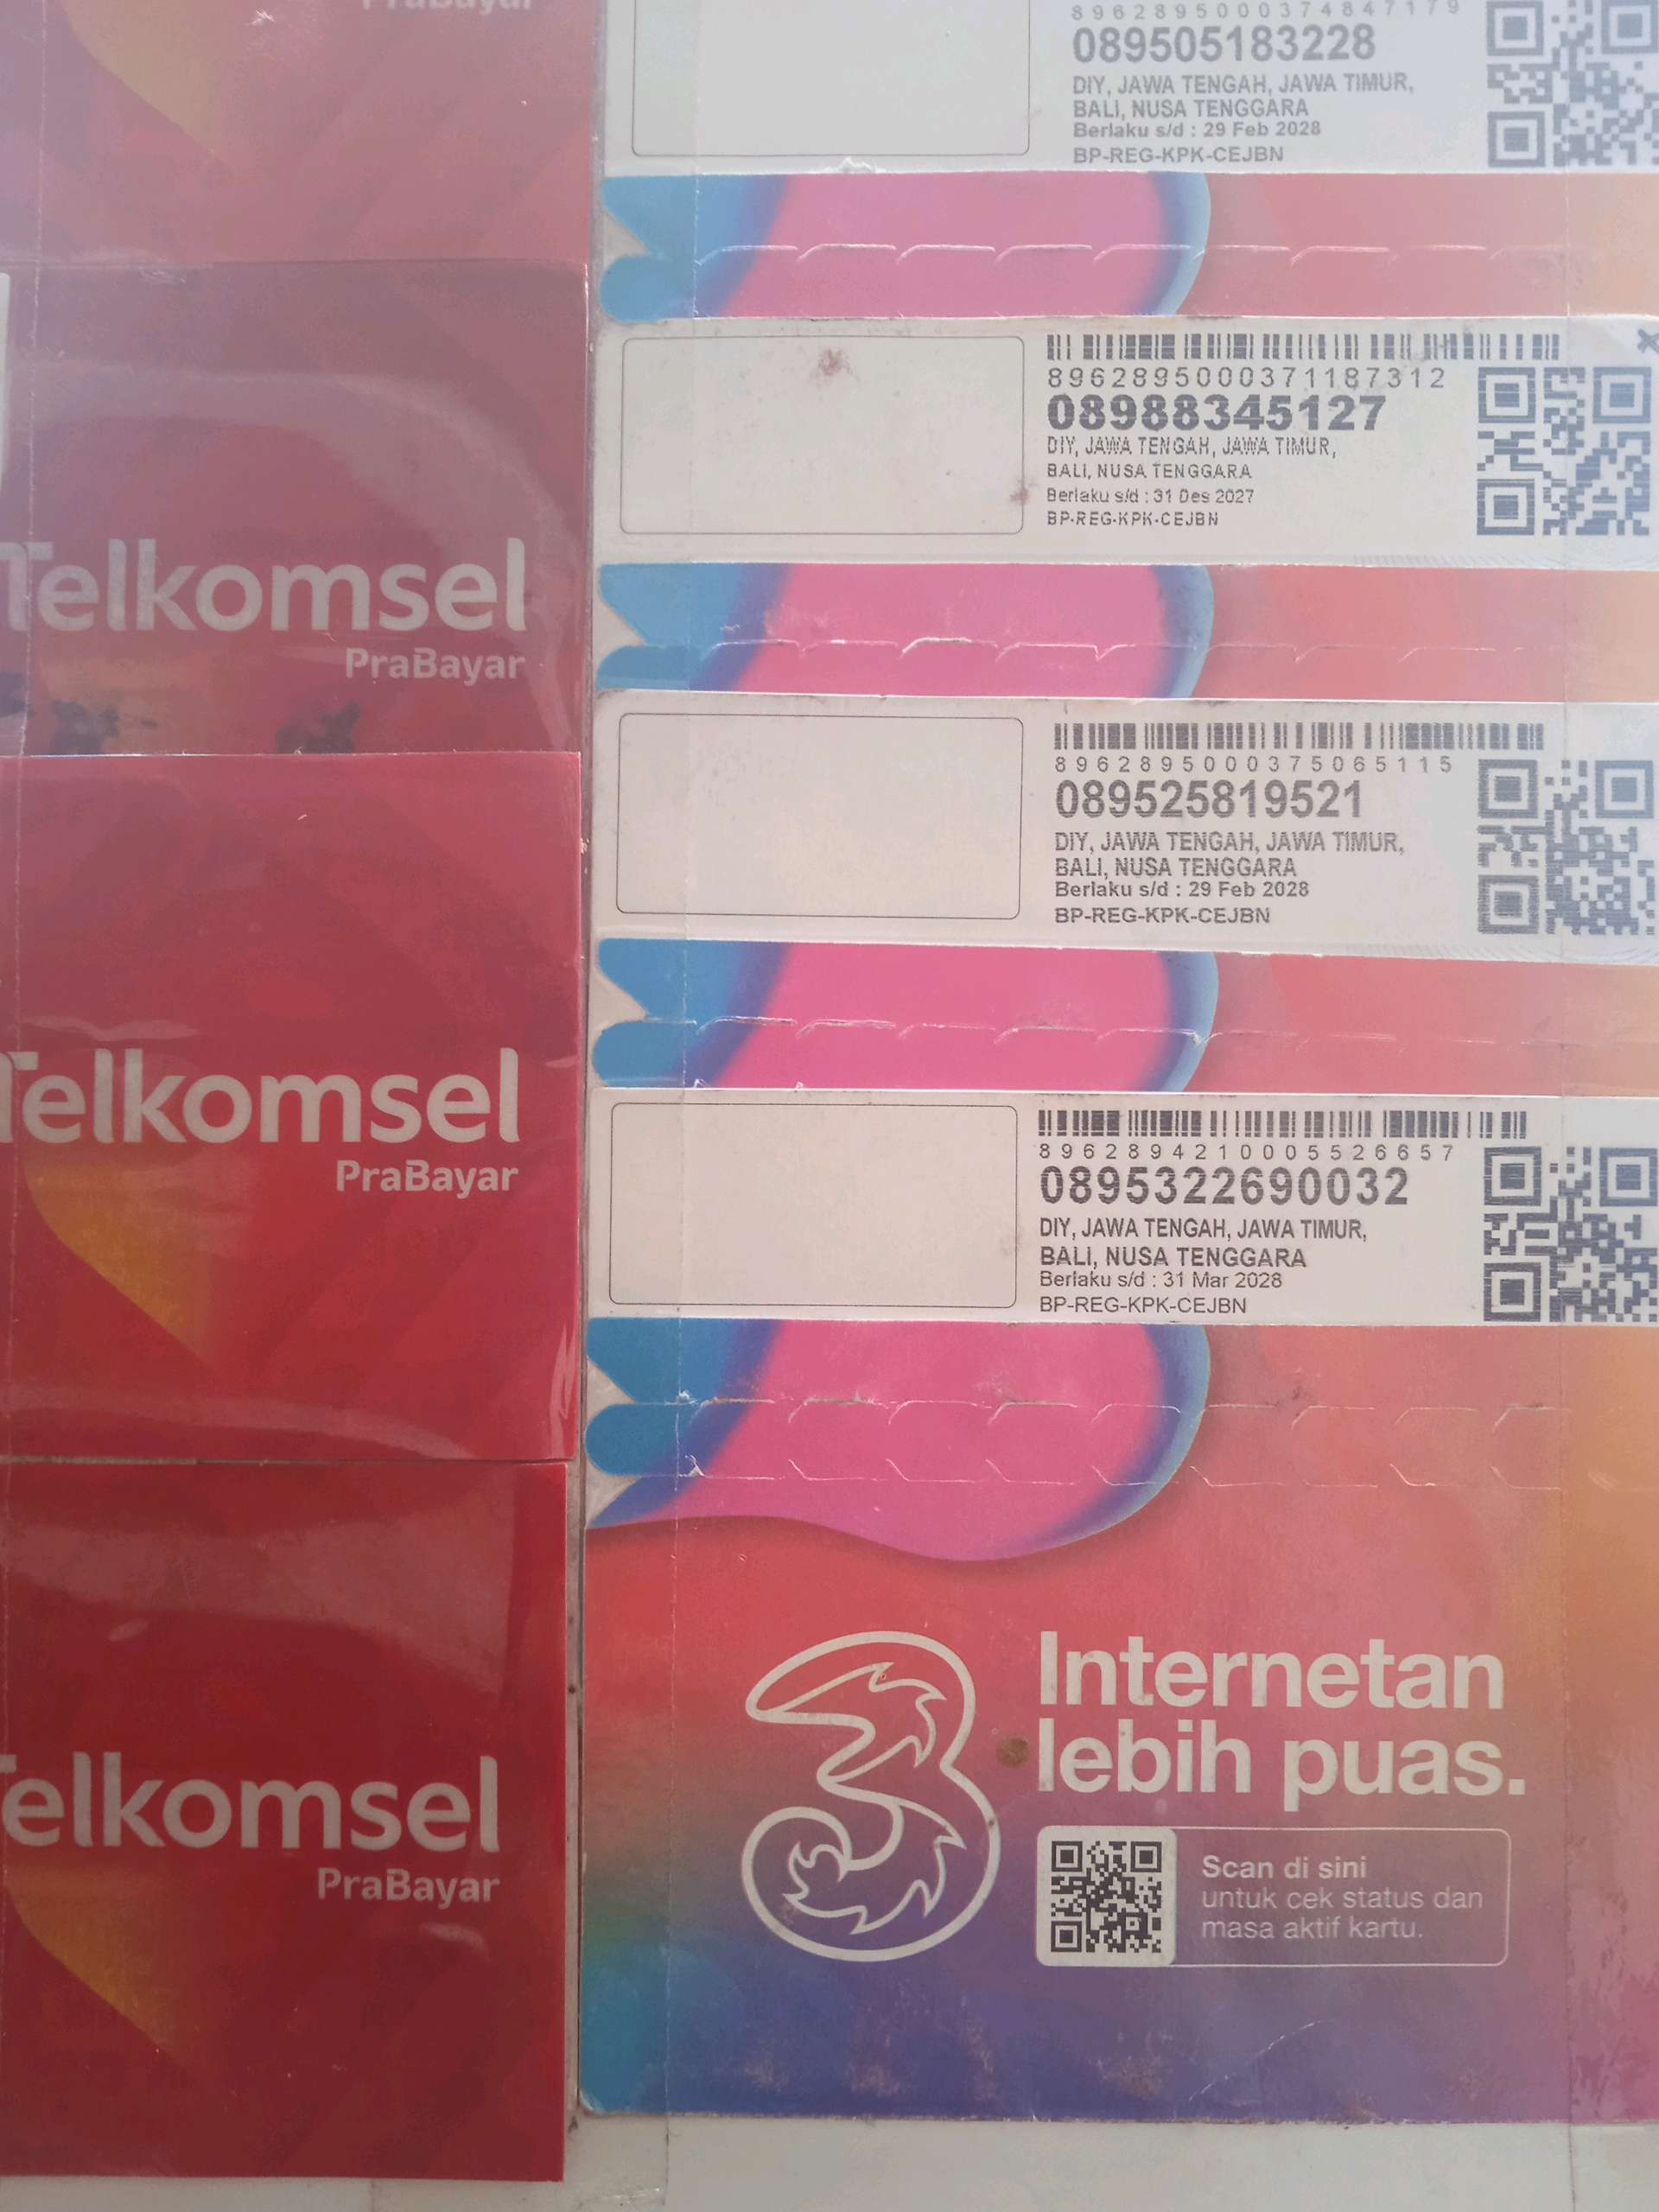 PraBayar
Telkomsel
PraBayar
Telkomsel
PraBayar
Telkomsel
PraBayar
8962895000374847179
089505183228
DIY, JAWA TENGAH, JAWA TIMUR,
BALI, NUSA TENGGARA
Berlaku s/d : 29 Feb 2028
BP-REG-KPK-CEJBN
8962895000371187312
08988345127
DIY, JAWA TENGAH, JAWA TIMUR,
BALI, NUSA TENGGARA
Berlaku s/d : 31 Des 2027
BP-REG-KPK-CEJBN
8962895000375065115
089525819521
DIY, JAWA TENGAH, JAWA TIMUR,
BALI, NUSA TENGGARA
Berlaku s/d : 29 Feb 2028
BP-REG-KPK-CEJBN
8962894210005526657
0895322690032
DIY, JAWA TENGAH, JAWA TIMUR,
BALI, NUSA TENGGARA
Berlaku s/d : 31 Mar 2028
BP-REG-KPK-CEJBN
3
Internetan
lebih puas.
Scan di sini
untuk cek status dan
masa aktif kartu.